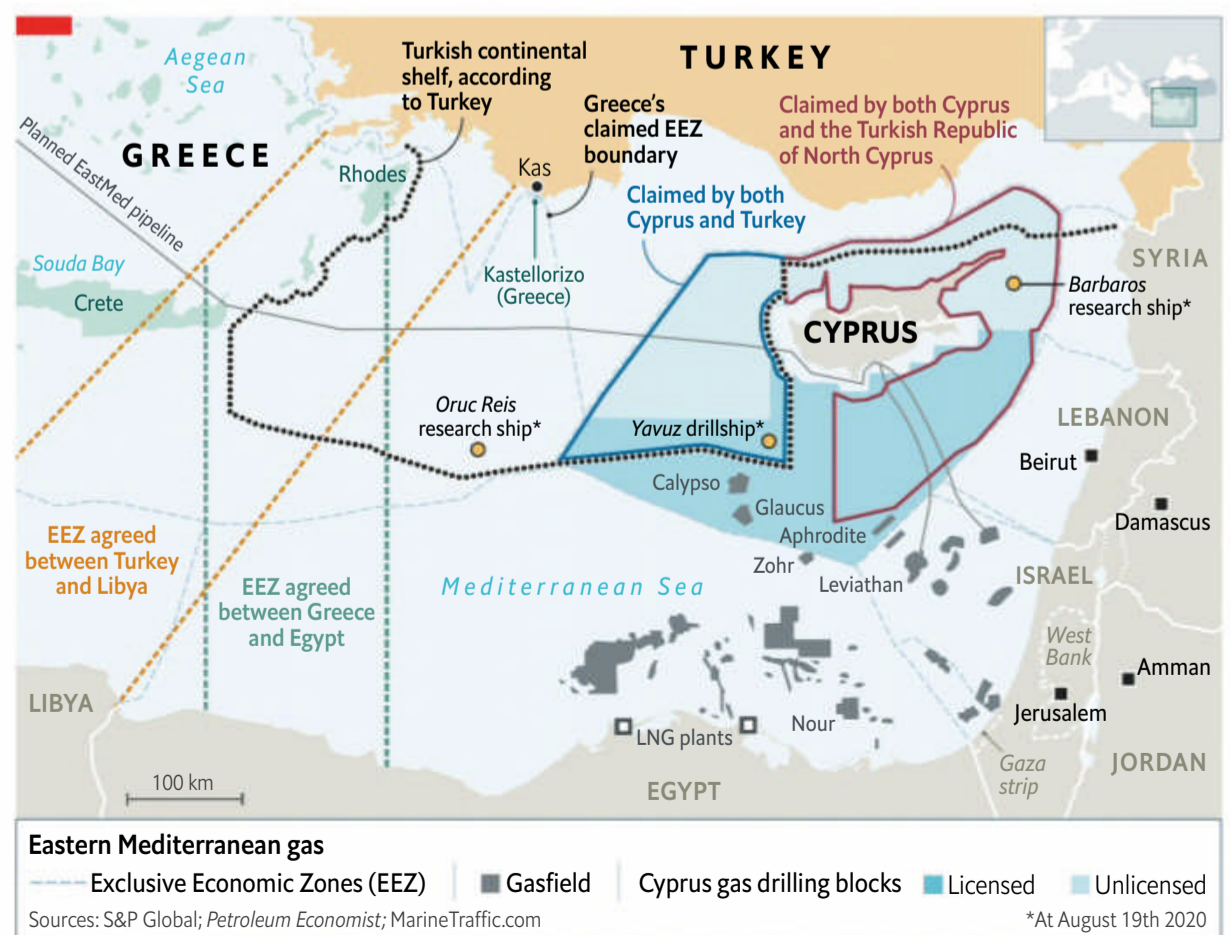 Aegean
Sea
Turkish continental
shelf, according
to Turkey
TURKEY
Greece's
claimed EEZ
boundary
Claimed by both Cyprus
and the Turkish Republic
of North Cyprus
Planned EastMed pipeline
GREECE
Rhodes
Kas
Claimed by both
Cyprus and Turkey
Souda Bay
Crete
Kastellorizo
(Greece)
SYRIA
Barbaros
research ship*
CYPRUS
Oruc Reis
research ship*
Yavuz drillship*
LEBANON
Beirut
Calypso
Glaucus
Aphrodite
Damascus
Zohr
Leviathan
EEZ agreed
between Turkey
and Libya
EEZ agreed
between Greece
and Egypt
Mediterranean Sea
ISRAEL
West
Bank
Amman
LIBYA
Jerusalem
LNG plants
Nour
Gaza
strip
JORDAN
100 km
EGYPT
Eastern Mediterranean gas
Exclusive Economic Zones (EEZ) Gasfield Cyprus gas drilling blocks Licensed Unlicensed
Sources: S&P Global; Petroleum Economist; MarineTraffic.com *At August 19th 2020